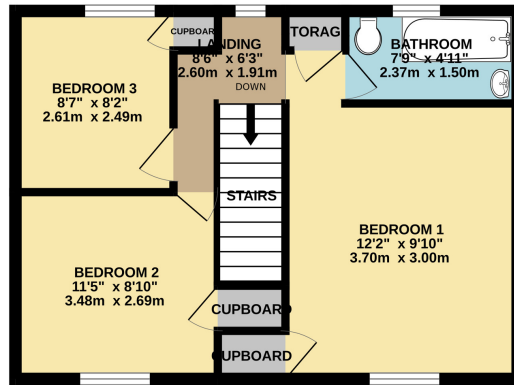 CUPBOARD
LANDING
8'6" x 6'3"
2.60m x 1.91m
DOWN
TORAG
BATHROOM
7'9" x 4'11"
2.37m x 1.50m
BEDROOM 3
8'7" x 8'2"
2.61m x 2.49m
STAIRS
BEDROOM 1
12'2" x 9'10"
3.70m x 3.00m
BEDROOM 2
11'5" x 8'10"
3.48m x 2.69m
CUPBOARD
CUPBOARD